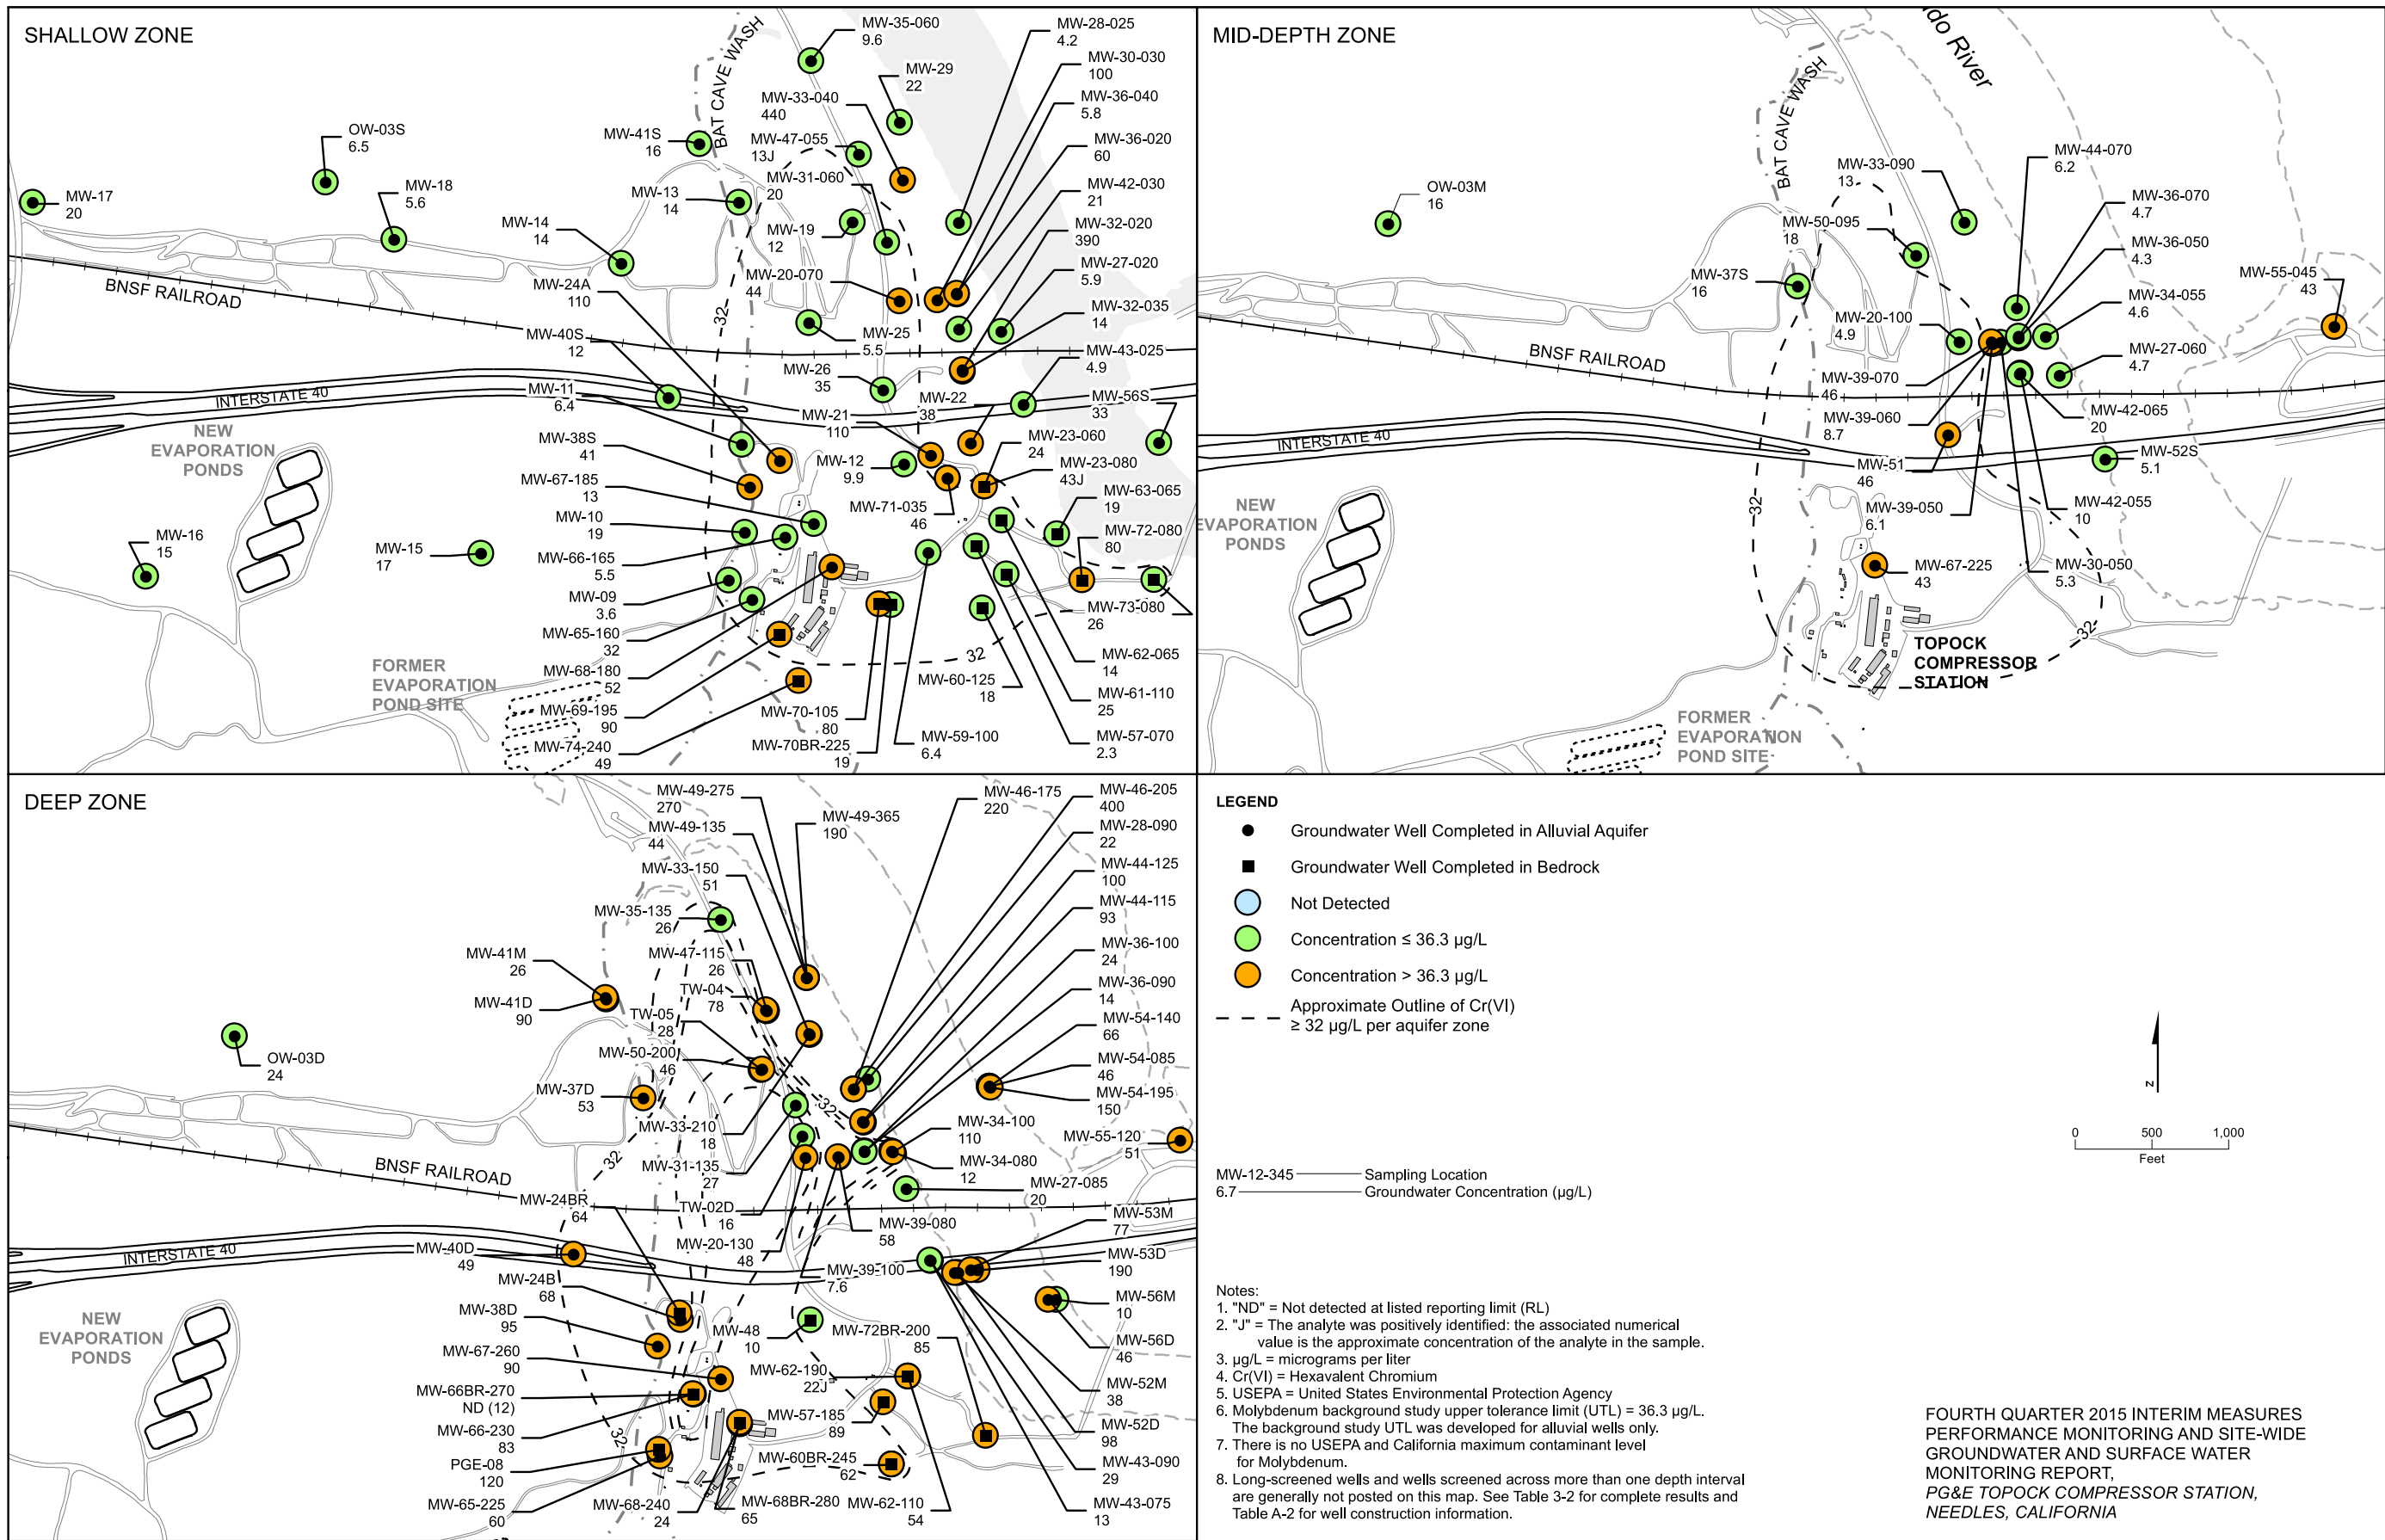 SHALLOW ZONE
MW-35-060
9.6
MW-28-025
4.2
MW-30-030
100
MW-29
22
MW-36-040
5.8
MW-33-040
440
MW-36-020
60
MW-41S
16
BAT CAVE WASH
MW-47-055
13J
OW-03S
6.5
MW-31-060
20
MW-42-030
21
MW-17
20
MW-18
5.6
MW-13
14
MW-32-020
390
MW-14
14
MW-19
12
MW-27-020
5.9
MW-24A
110
MW-20-070
44
MW-32-035
14
BNSF RAILROAD
32
MW-40S
12
MW-25
5.5
MW-43-025
4.9
MW-26
35
MW-11
6.4
INTERSTATE 40
MW-21
110
MW-22
38
MW-56S
33
NEW
EVAPORATION
PONDS
MW-38S
41
MW-12
9.9
MW-23-060
24
MW-23-080
43J
MW-67-185
13
MW-63-065
19
MW-10
19
MW-71-035
46
MW-72-080
80
MW-16
15
MW-15
17
MW-66-165
5.5
MW-09
3.6
MW-73-080
26
MW-65-160
32
32
MW-62-065
14
FORMER
EVAPORATION
POND SITE
MW-68-180
52
MW-60-125
18
MW-61-110
25
MW-69-195
90
MW-70-105
80
MW-59-100
6.4
MW-57-070
2.3
MW-74-240
49
MW-70BR-225
19
MID-DEPTH ZONE
do River
BAT CAVE WASH
MW-33-090
13
MW-44-070
6.2
OW-03M
16
MW-36-070
4.7
MW-50-095
18
MW-36-050
4.3
MW-37S
16
MW-55-045
43
MW-34-055
4.6
MW-20-100
4.9
BNSF RAILROAD
MW-27-060
4.7
MW-39-070
46
MW-39-060
8.7
MW-42-065
20
INTERSTATE 40
MW-51
46
MW-52S
5.1
32
NEW
EVAPORATION
PONDS
MW-39-050
6.1
MW-42-055
10
MW-67-225
43
MW-30-050
5.3
32
TOPOCK
COMPRESSOR
STATION
FORMER
EVAPORATION
POND SITE
DEEP ZONE
MW-49-275
270
MW-49-365
190
MW-46-175
220
MW-46-205
400
MW-49-135
44
MW-28-090
22
MW-33-150
51
MW-44-125
100
MW-35-135
26
MW-44-115
93
MW-41M
26
MW-47-115
26
MW-36-100
24
MW-41D
90
TW-04
78
MW-36-090
14
TW-05
28
MW-54-140
66
OW-03D
24
MW-50-200
46
MW-54-085
46
MW-37D
53
MW-54-195
150
32
MW-33-210
18
MW-34-100
110
MW-55-120
51
BNSF RAILROAD
32
MW-31-135
27
MW-34-080
12
MW-27-085
20
MW-24BR
64
TW-02D
16
MW-39-080
58
MW-53M
77
INTERSTATE 40
MW-40D
49
MW-20-130
48
MW-53D
190
MW-39-100
7.6
MW-24B
68
MW-56M
10
NEW
EVAPORATION
PONDS
MW-38D
95
MW-48
10
MW-72BR-200
85
MW-56D
46
MW-67-260
90
MW-62-190
22J
MW-52M
38
MW-66BR-270
ND (12)
MW-57-185
89
MW-52D
98
MW-66-230
83
32
MW-60BR-245
62
MW-43-090
29
PGE-08
120
MW-65-225
60
MW-68-240
24
MW-68BR-280
65
MW-62-110
54
MW-43-075
13
LEGEND
Groundwater Well Completed in Alluvial Aquifer
Groundwater Well Completed in Bedrock
Not Detected
Concentration ≤ 36.3 µg/L
Concentration > 36.3 µg/L
Approximate Outline of Cr(VI)
≥ 32 µg/L per aquifer zone
MW-12-345 Sampling Location
6.7 Groundwater Concentration (µg/L)
N
0 500 1,000
Feet
Notes:
1. "ND" = Not detected at listed reporting limit (RL)
2. "J" = The analyte was positively identified: the associated numerical
value is the approximate concentration of the analyte in the sample.
3. µg/L = micrograms per liter
4. Cr(VI) = Hexavalent Chromium
5. USEPA = United States Environmental Protection Agency
6. Molybdenum background study upper tolerance limit (UTL) = 36.3 µg/L.
The background study UTL was developed for alluvial wells only.
7. There is no USEPA and California maximum contaminant level
for Molybdenum.
8. Long-screened wells and wells screened across more than one depth interval
are generally not posted on this map. See Table 3-2 for complete results and
Table A-2 for well construction information.
FOURTH QUARTER 2015 INTERIM MEASURES
PERFORMANCE MONITORING AND SITE-WIDE
GROUNDWATER AND SURFACE WATER
MONITORING REPORT,
PG&E TOPOCK COMPRESSOR STATION,
NEEDLES, CALIFORNIA